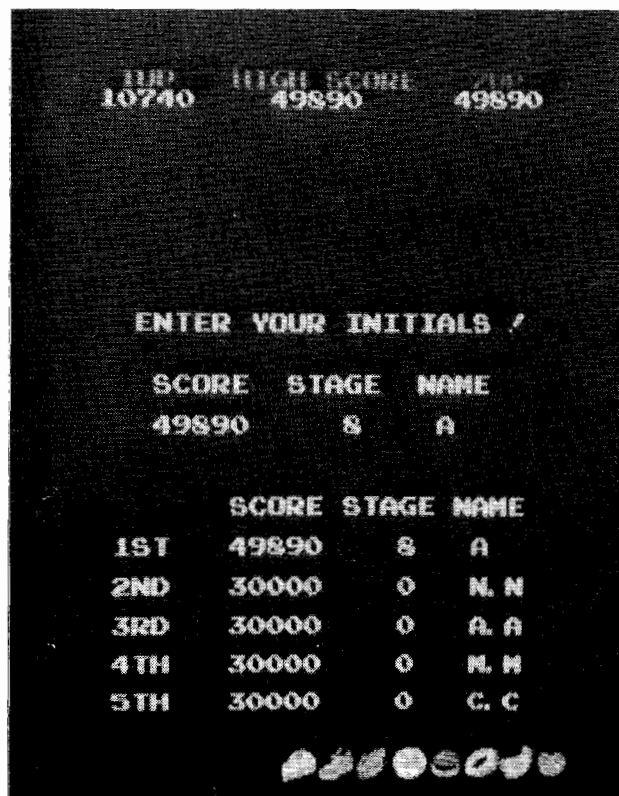 1UP HIGH SCORE 2UP
10740 49890 49890
ENTER YOUR INITIALS !
SCORE STAGE NAME
49890 8 A
SCORE STAGE NAME
1ST 49890 8 A
2ND 30000 0 N. N
3RD 30000 0 A. A
4TH 30000 0 M. M
5TH 30000 0 C. C